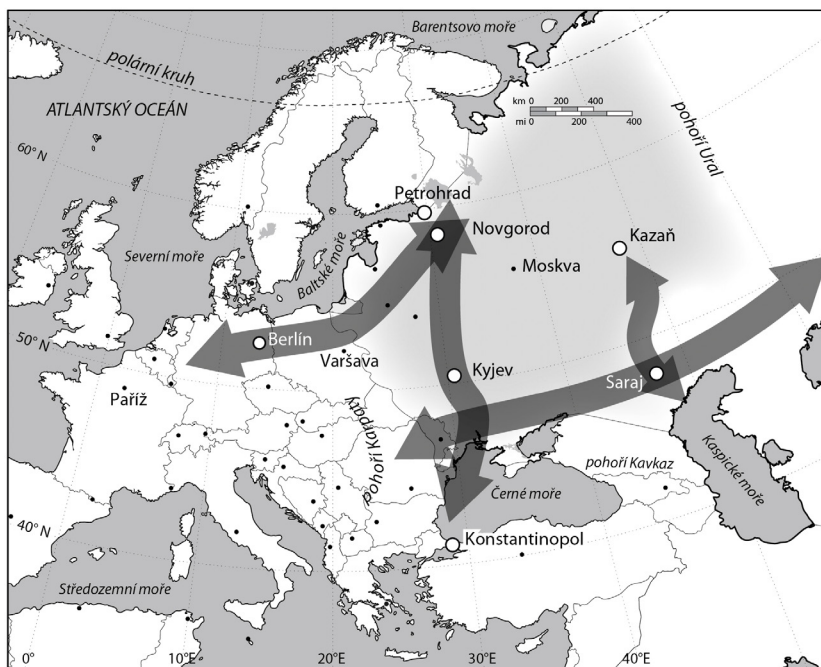 Barentsovo moře
polární kruh
ATLANTSKÝ OCEÁN
km 0 200 400
mi 0 200 400
pohoří Ural
60° N
Petrohrad
Novgorod
Kazaň
Severní moře
Baltské moře
Moskva
50° N
Berlín
Varšava
Kyjev
Saraj
Paříž
pohoří Karpaty
pohoří Kavkaz
Kaspické moře
Černé moře
40° N
Konstantinopol
Středozemní moře
0°
10°E
20°E
30°E
40°E
50°E